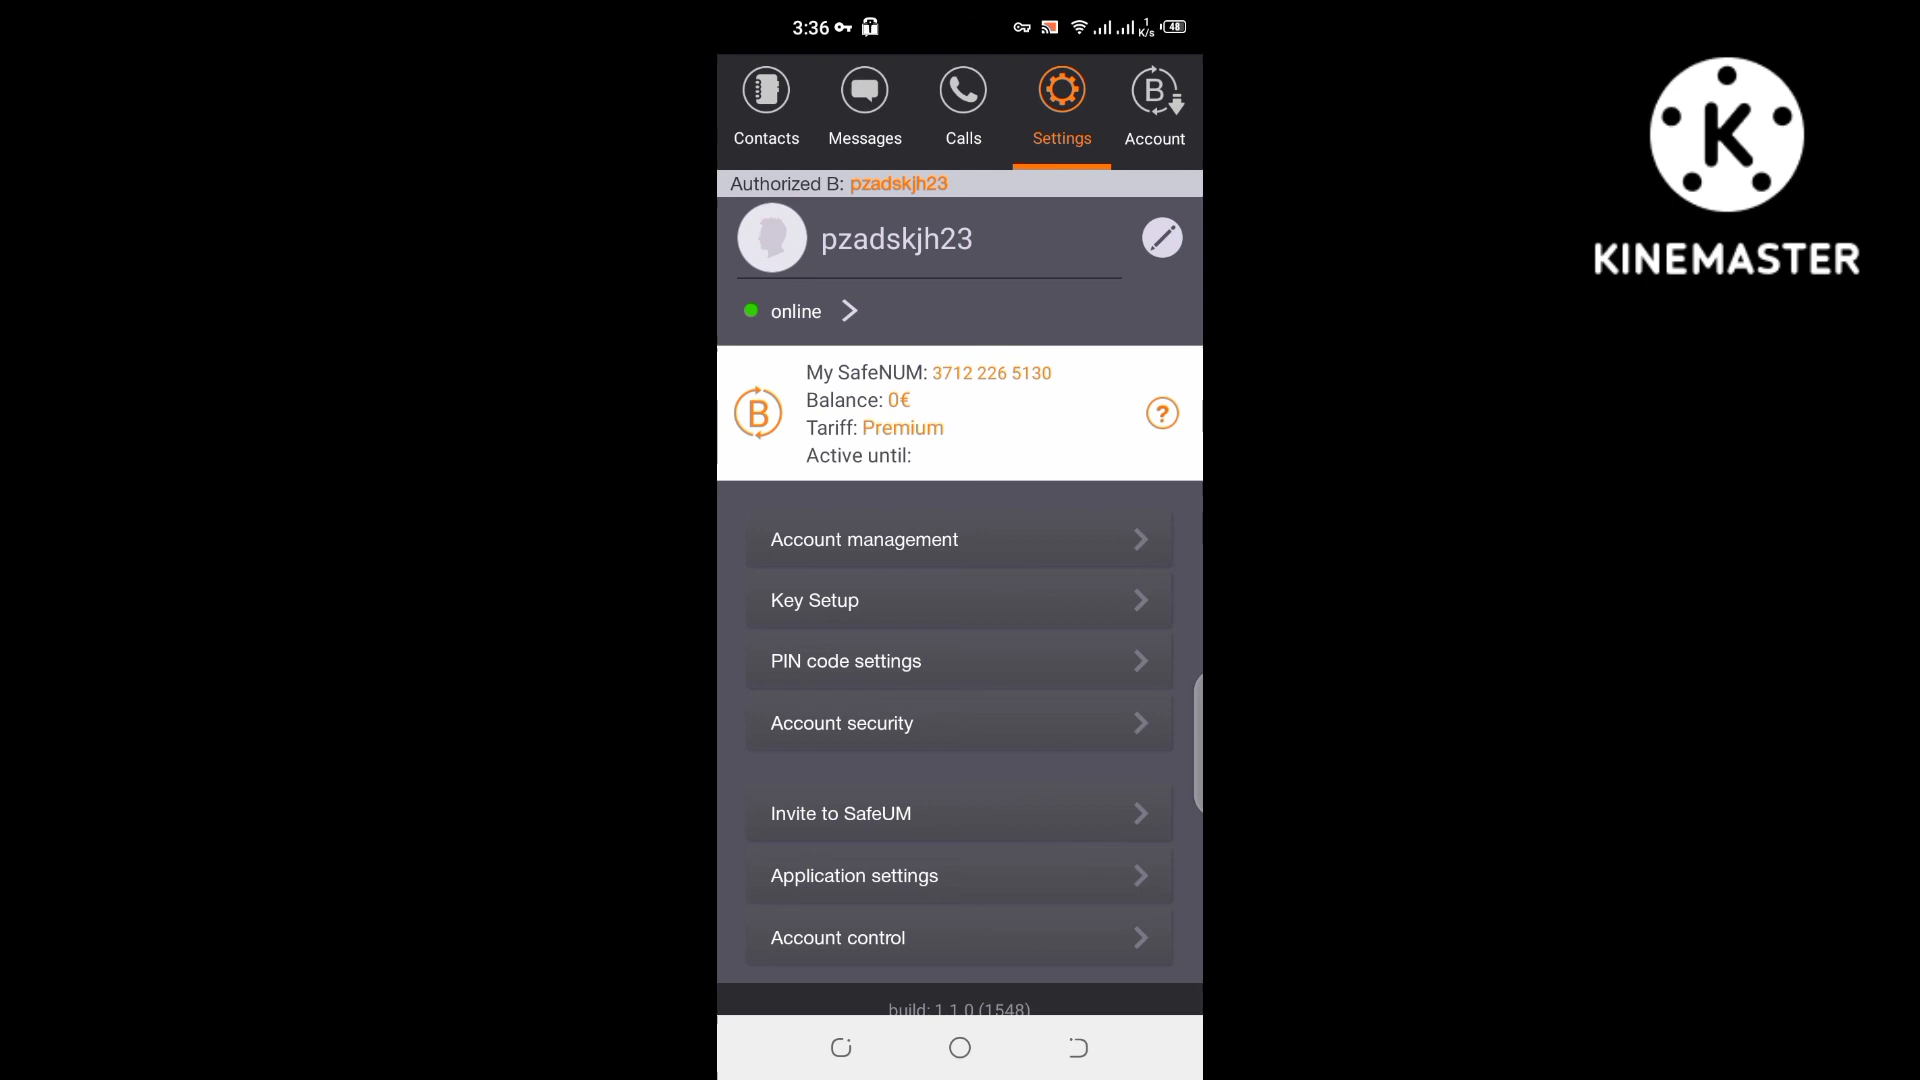 3:36
1
K/s
48
Contacts
Messages
Calls
Settings
B
Account
Authorized B: pzadskjh23
pzadskjh23
online
My SafeNUM: 3712 226 5130
B
Balance: 0€
?
Tariff: Premium
Active until:
Account management
Key Setup
PIN code settings
Account security
Invite to SafeUM
Application settings
Account control
build: 1.1.0 (1548)
K
KINEMASTER